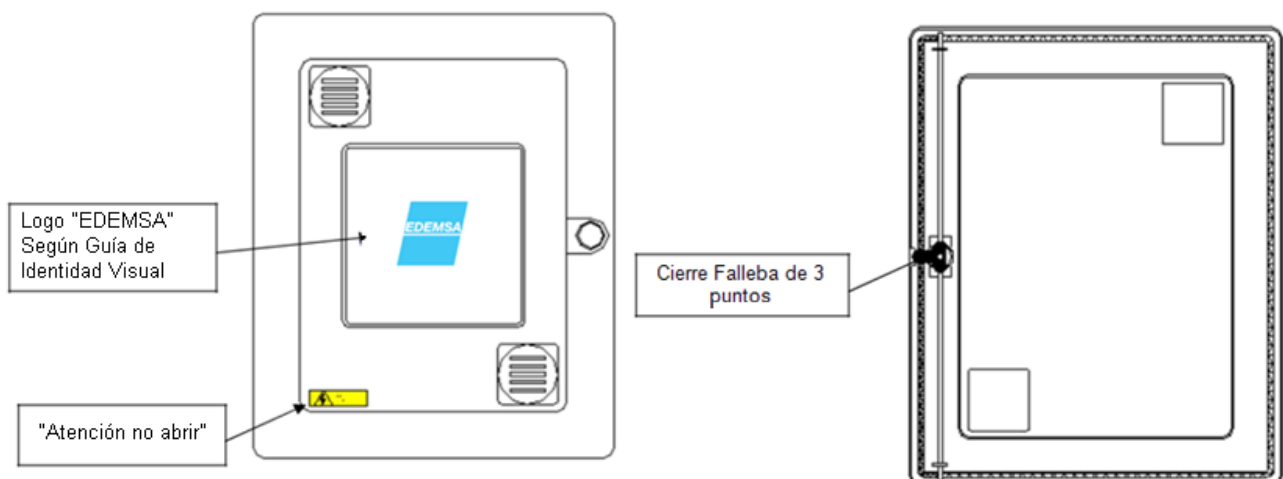 Logo "EDEMSA"
Según Guía de
Identidad Visual
EDEMSA
Cierre Falleba de 3
puntos
"Atención no abrir"